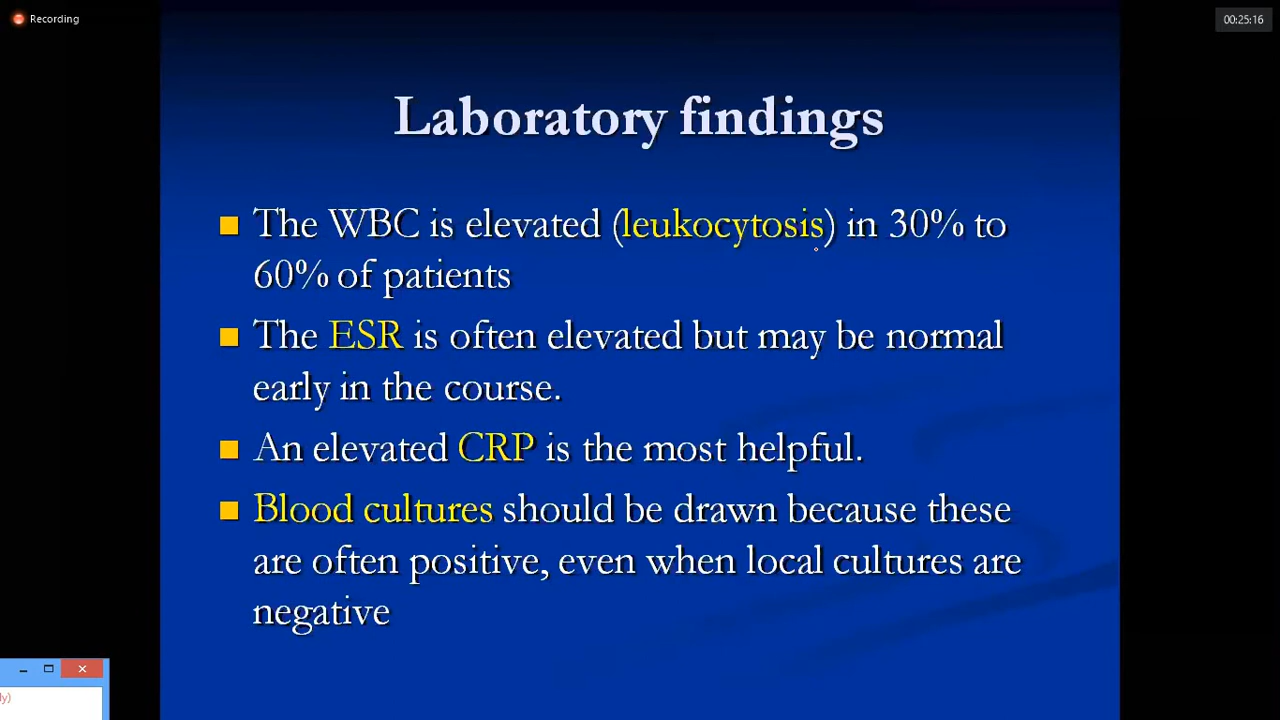 Recording
00:25:16
Laboratory findings
The WBC is elevated (leukocytosis) in 30% to
60% of patients
The ESR is often elevated but may be normal
early in the course.
An elevated CRP is the most helpful.
Blood cultures should be drawn because these
are often positive, even when local cultures are
negative
ly)